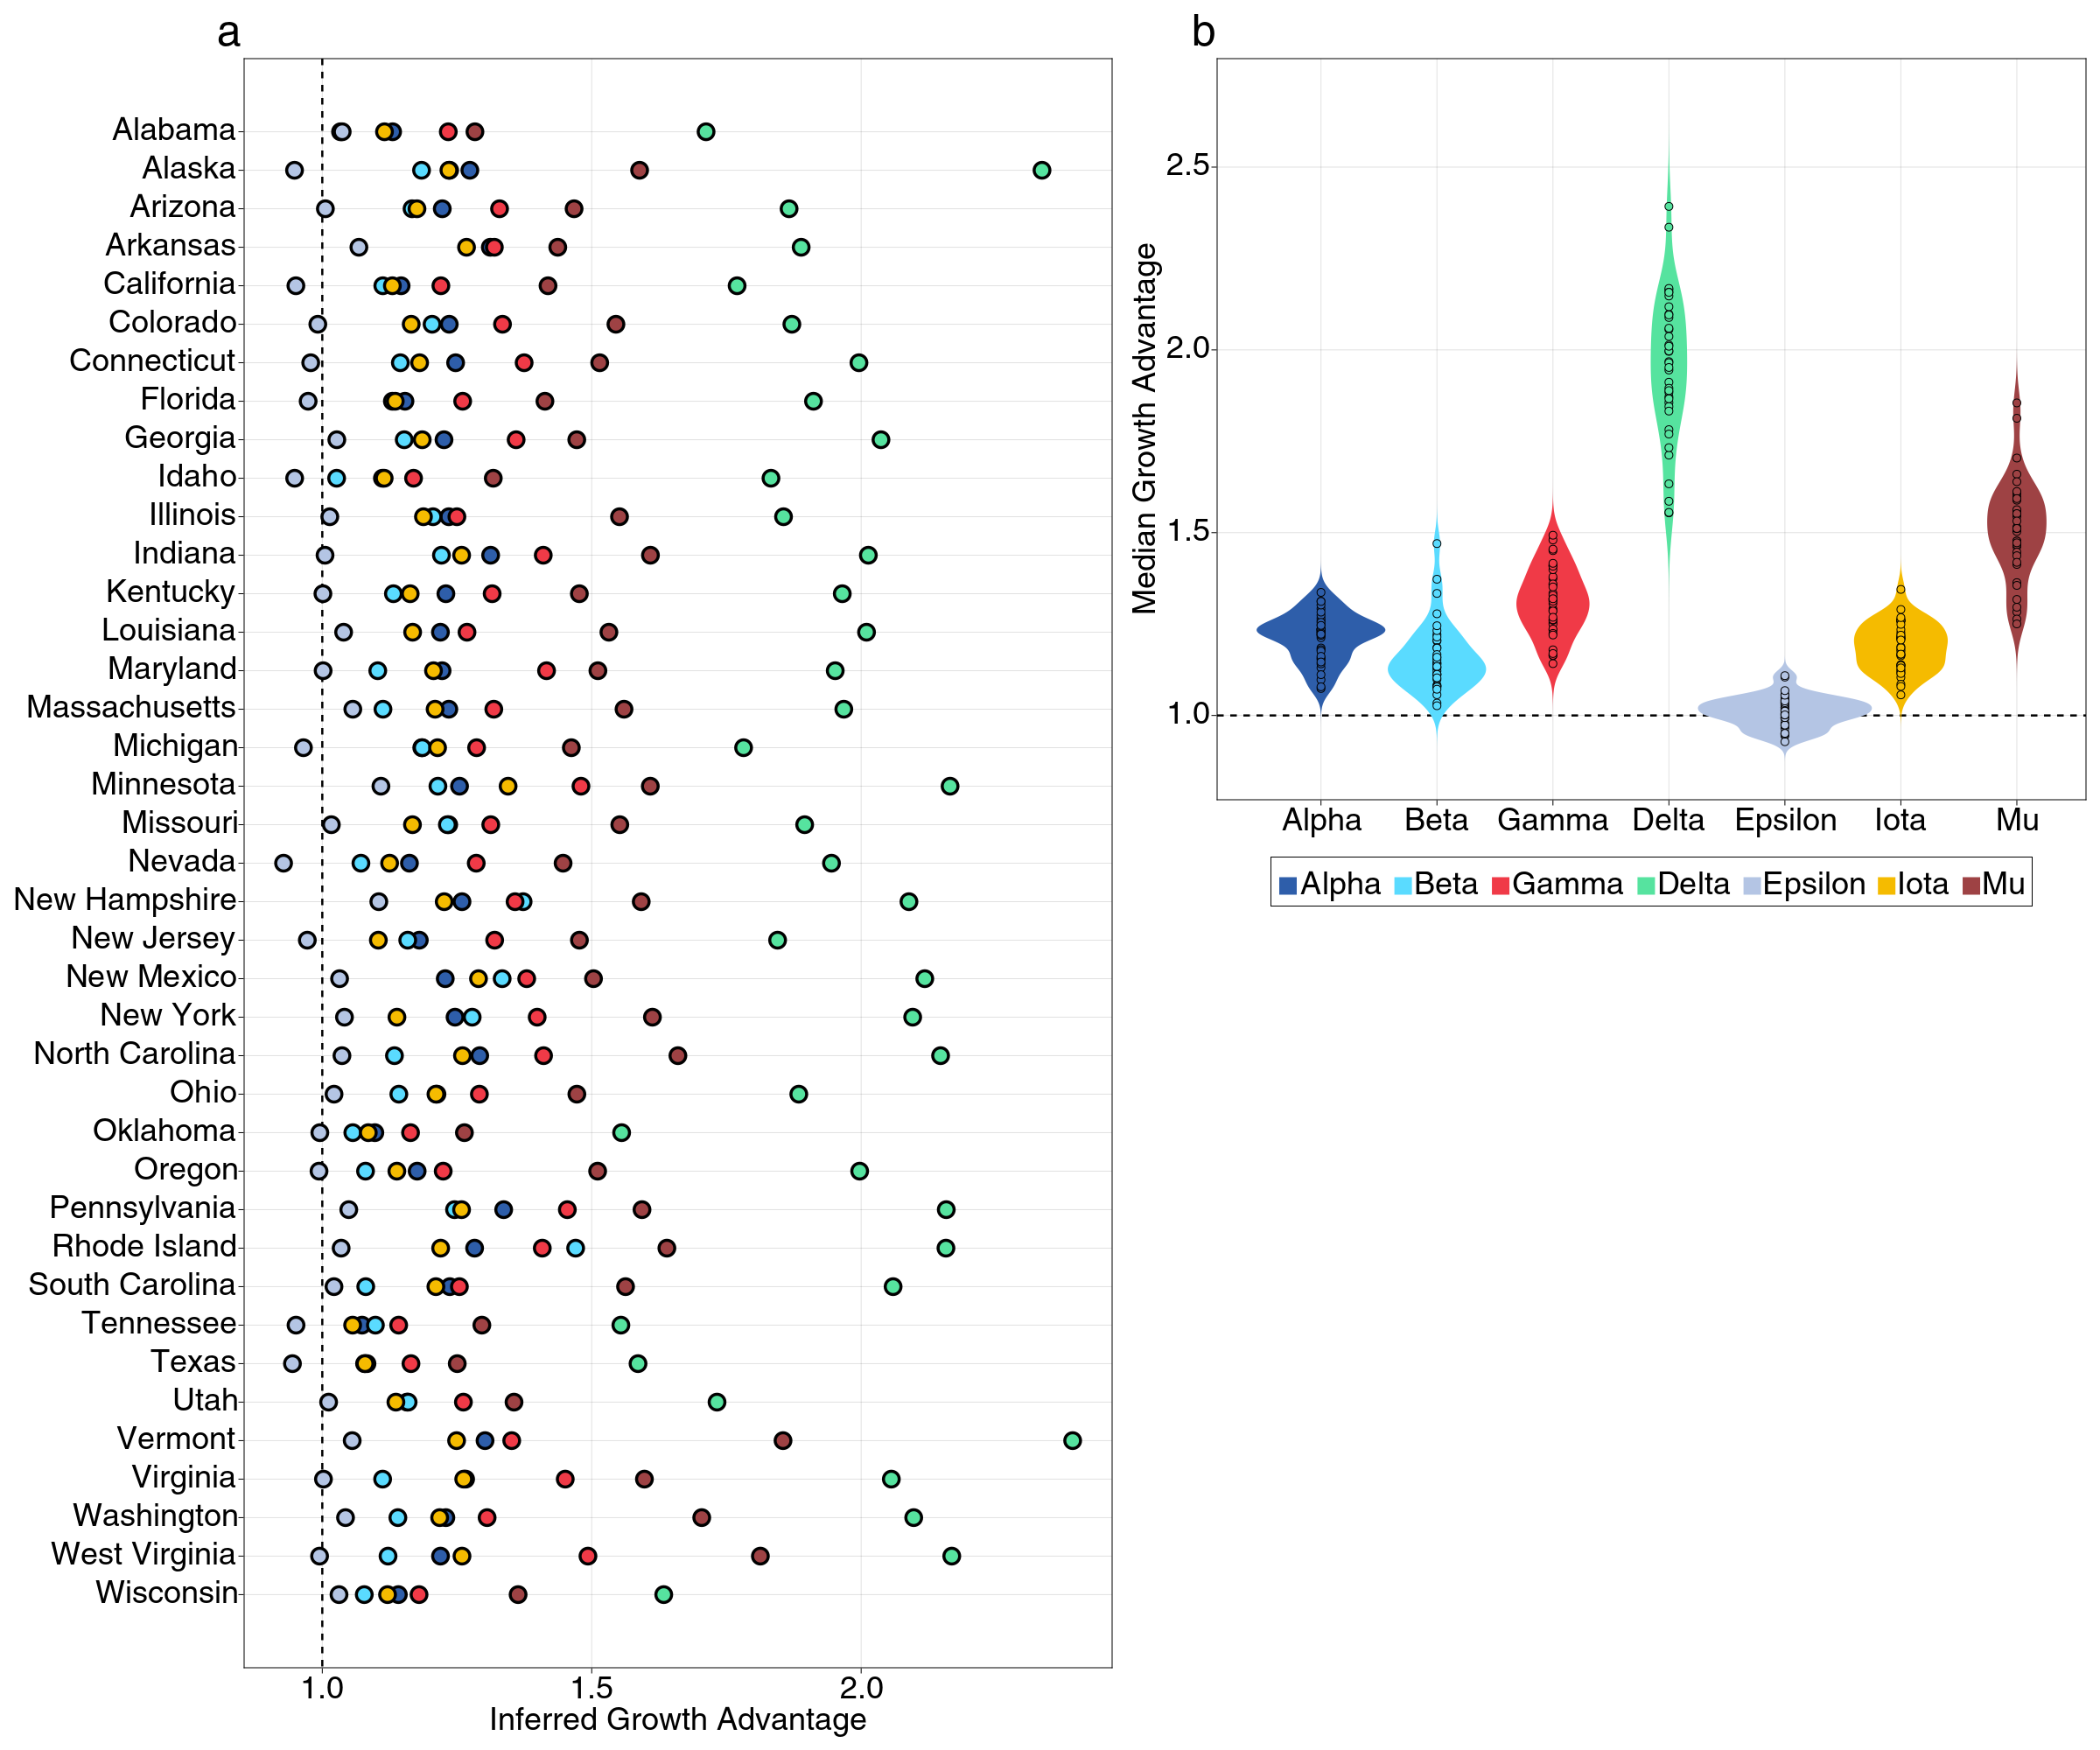 a
Alabama
Alaska
Arizona
Arkansas
California
Colorado
Connecticut
Florida
Georgia
Idaho
Illinois
Indiana
Kentucky
Louisiana
Maryland
Massachusetts
Michigan
Minnesota
Missouri
Nevada
New Hampshire
New Jersey
New Mexico
New York
North Carolina
Ohio
Oklahoma
Oregon
Pennsylvania
Rhode Island
South Carolina
Tennessee
Texas
Utah
Vermont
Virginia
Washington
West Virginia
Wisconsin
1.0 1.5 2.0
Inferred Growth Advantage
b
Median Growth Advantage
2.5
2.0
1.5
1.0
Alpha Beta Gamma Delta Epsilon Iota Mu
Alpha Beta Gamma Delta Epsilon Iota Mu